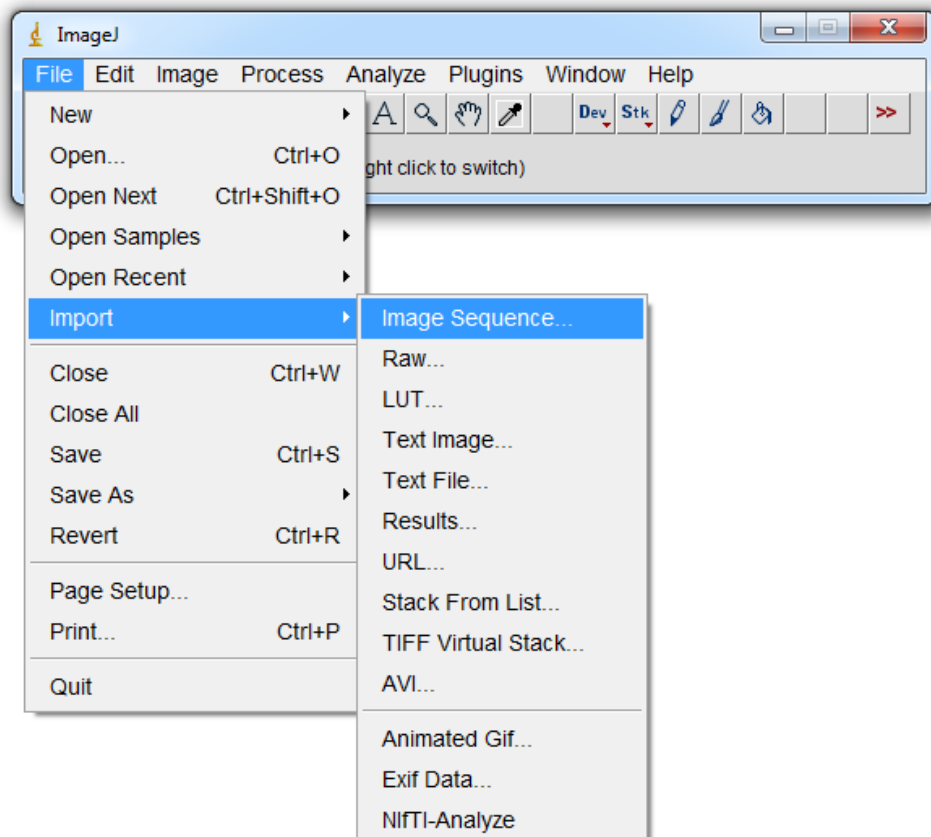 ImageJ
File Edit Image Process Analyze Plugins Window Help
A Dev Stk >>
ght click to switch)
New
Open... Ctrl+O
Open Next Ctrl+Shift+O
Open Samples
Open Recent
Import
Close Ctrl+W
Close All
Save Ctrl+S
Save As
Revert Ctrl+R
Page Setup...
Print... Ctrl+P
Quit
Image Sequence...
Raw...
LUT...
Text Image...
Text File...
Results...
URL...
Stack From List...
TIFF Virtual Stack...
AVI...
Animated Gif...
Exif Data...
NIfTI-Analyze